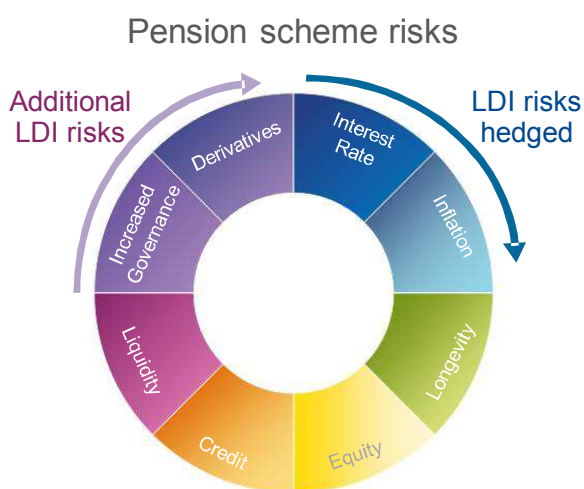 Pension scheme risks
Additional
LDI risks
LDI risks
hedged
Derivatives
Interest
Rate
Increased
Governance
Inflation
Liquidity
Longevity
Credit
Equity